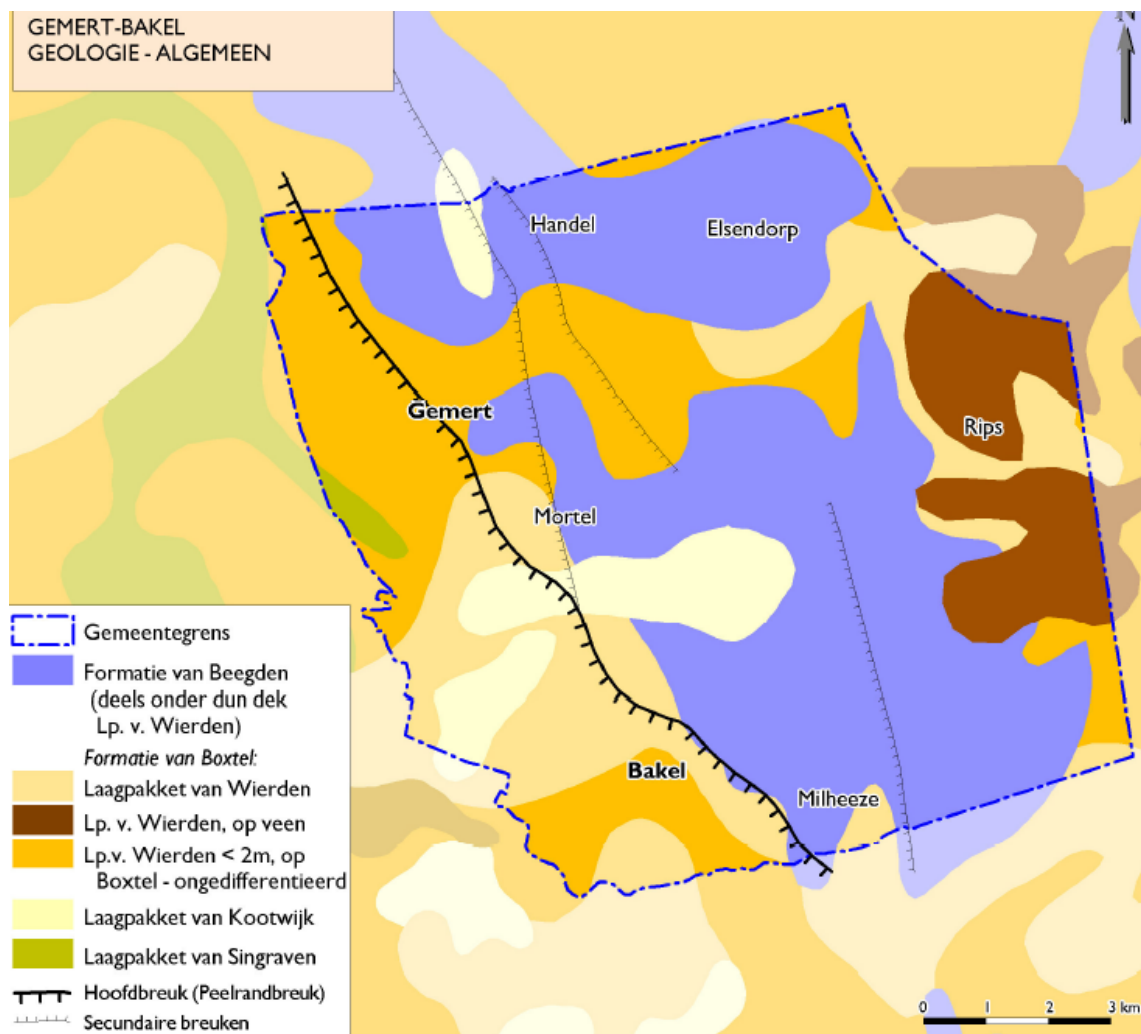 GEMERT-BAKEL
GEOLOGIE - ALGEMEEN
N
Handel
Elsendorp
Gemert
Rips
Mortel
Bakel
Milheeze
Gemeentegrens
Formatie van Beegden
(deels onder dun dek
Lp. v. Wierden)
Formatie van Boxtel:
Laagpakket van Wierden
Lp. v. Wierden, op veen
Lp.v. Wierden < 2m, op
Boxtel - ongedifferentieerd
Laagpakket van Kootwijk
Laagpakket van Singraven
Hoofdbreuk (Peelrandbreuk)
Secundaire breuken
0 1 2 3 km